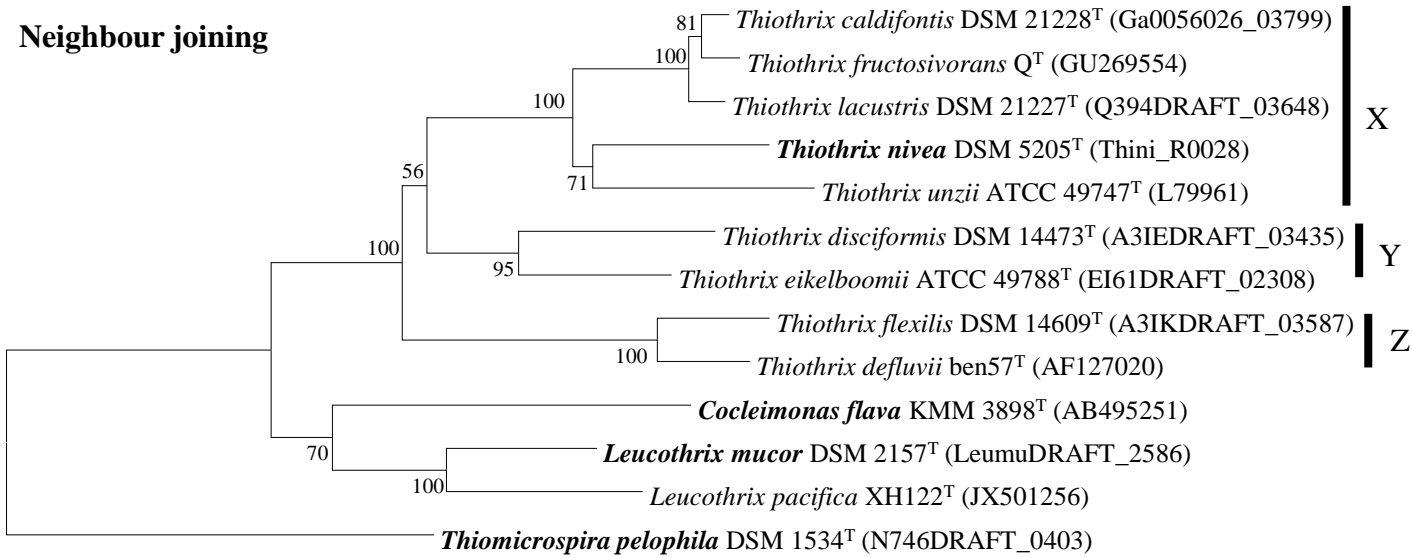 Neighbour joining
81
Thiothrix caldifontis DSM 21228ᵀ (Ga0056026_03799)
Thiothrix fructosivorans Qᵀ (GU269554)
100
Thiothrix lacustris DSM 21227ᵀ (Q394DRAFT_03648)
100
X
Thiothrix nivea DSM 5205ᵀ (Thini_R0028)
56
71
Thiothrix unzii ATCC 49747ᵀ (L79961)
Thiothrix disciformis DSM 14473ᵀ (A3IEDRAFT_03435)
100
Y
95
Thiothrix eikelboomii ATCC 49788ᵀ (EI61DRAFT_02308)
Thiothrix flexilis DSM 14609ᵀ (A3IKDRAFT_03587)
Z
100
Thiothrix defluvii ben57ᵀ (AF127020)
Cocleimonas flava KMM 3898ᵀ (AB495251)
70
Leucothrix mucor DSM 2157ᵀ (LeumuDRAFT_2586)
100
Leucothrix pacifica XH122ᵀ (JX501256)
Thiomicrospira pelophila DSM 1534ᵀ (N746DRAFT_0403)